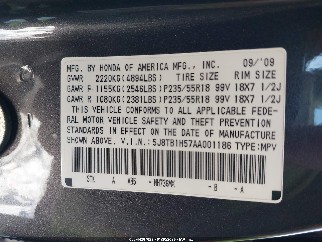 MFG. BY HONDA OF AMERICA MFG., INC. 09/'09
GVWR 2220KG(4894LBS) TIRE SIZE RIM SIZE
GAWR F 1155KG(2546LBS)P235/55R18 99V 18X7 1/2J
GAWR R 1080KG(2381LBS)P235/55R18 99V 18X7 1/2J
THIS VEHICLE CONFORMS TO ALL APPLICABLE FEDE-
RAL MOTOR VEHICLE SAFETY AND THEFT PREVENTION
STANDARDS IN EFFECT ON THE DATE OF MANUFACTURE
SHOWN ABOVE. V.I.N.: 5J8TB1H57AA001186 TYPE:MPV
STK A - B - A